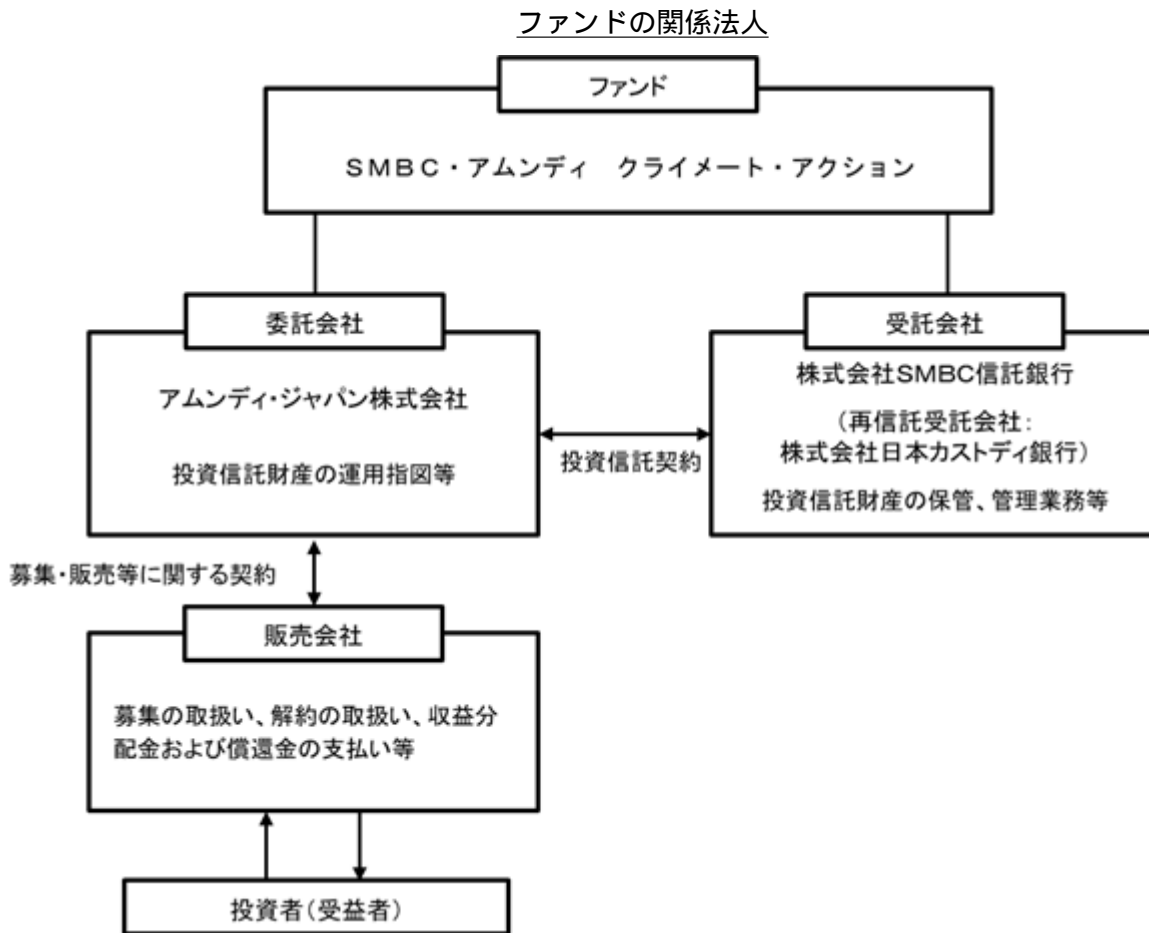 ファンドの関係法人
ファンド
SMBC・アムンディ　クライメート・アクション
委託会社
アムンディ・ジャパン株式会社
投資信託財産の運用指図等
投資信託契約
受託会社
株式会社SMBC信託銀行
(再信託受託会社:
株式会社日本カストディ銀行)
投資信託財産の保管、管理業務等
募集・販売等に関する契約
販売会社
募集の取扱い、解約の取扱い、収益分
配金および償還金の支払い等
投資者(受益者)